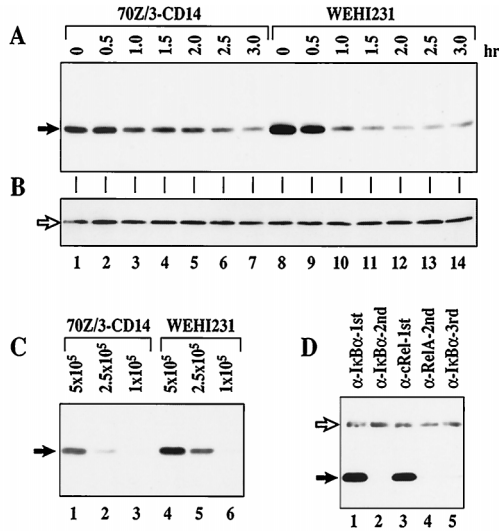 70Z/3-CD14 WEHI231
A 0 0.5 1.0 1.5 2.0 2.5 3.0 0 0.5 1.0 1.5 2.0 2.5 3.0 hr
B
1 2 3 4 5 6 7 8 9 10 11 12 13 14
C 70Z/3-CD14 WEHI231
5x10⁵ 2.5x10⁵ 1x10⁵ 5x10⁵ 2.5x10⁵ 1x10⁵
1 2 3 4 5 6
D α-IκBα-1st α-IκBα-2nd α-cRel-1st α-RelA-2nd α-IκBα-3rd
1 2 3 4 5